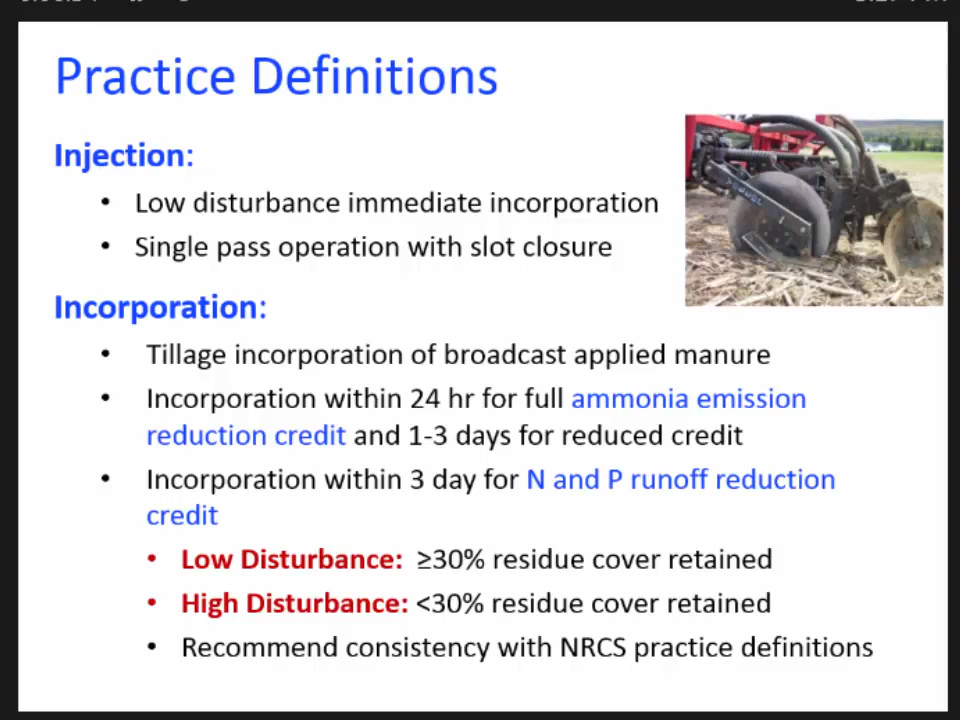 Practice Definitions
Injection:
• Low disturbance immediate incorporation
• Single pass operation with slot closure
Incorporation:
• Tillage incorporation of broadcast applied manure
• Incorporation within 24 hr for full ammonia emission
reduction credit and 1-3 days for reduced credit
• Incorporation within 3 day for N and P runoff reduction
credit
• Low Disturbance: ≥30% residue cover retained
• High Disturbance: <30% residue cover retained
• Recommend consistency with NRCS practice definitions